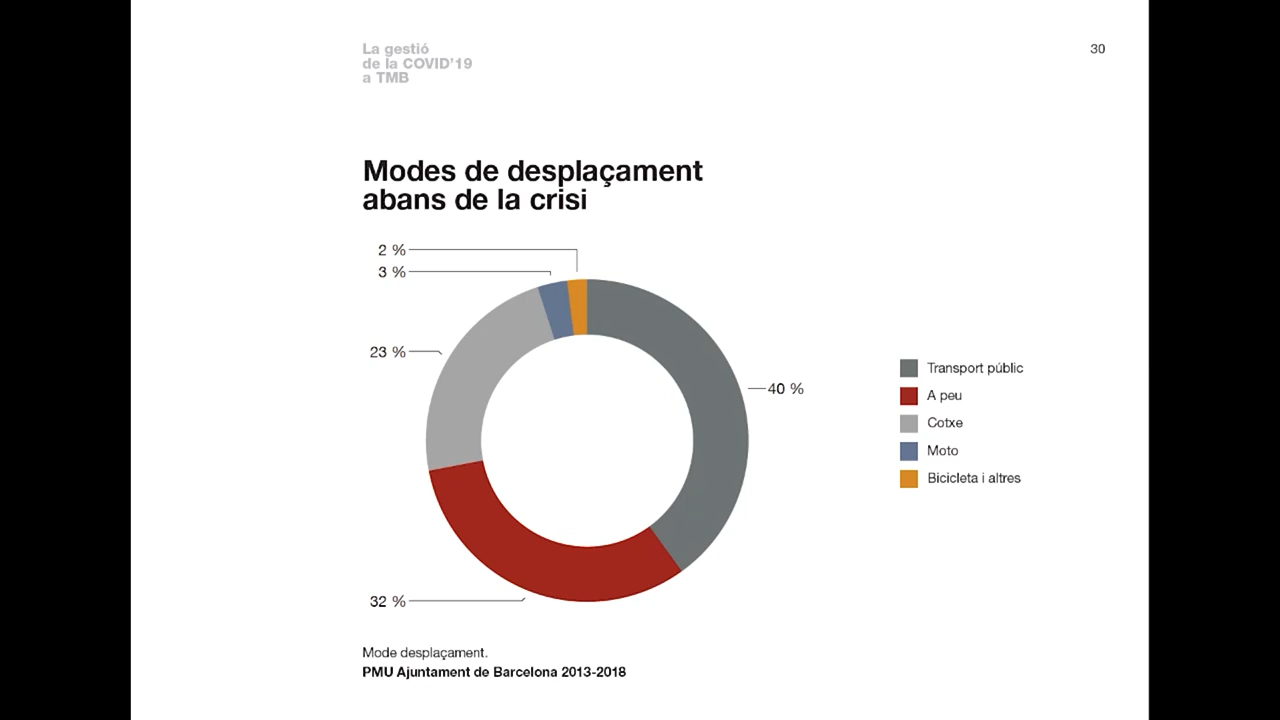 La gestió
de la COVID'19
a TMB
30
Modes de desplaçament
abans de la crisi
2 %
3 %
23 %
40 %
32 %
Transport públic
A peu
Cotxe
Moto
Bicicleta i altres
Mode desplaçament.
PMU Ajuntament de Barcelona 2013-2018